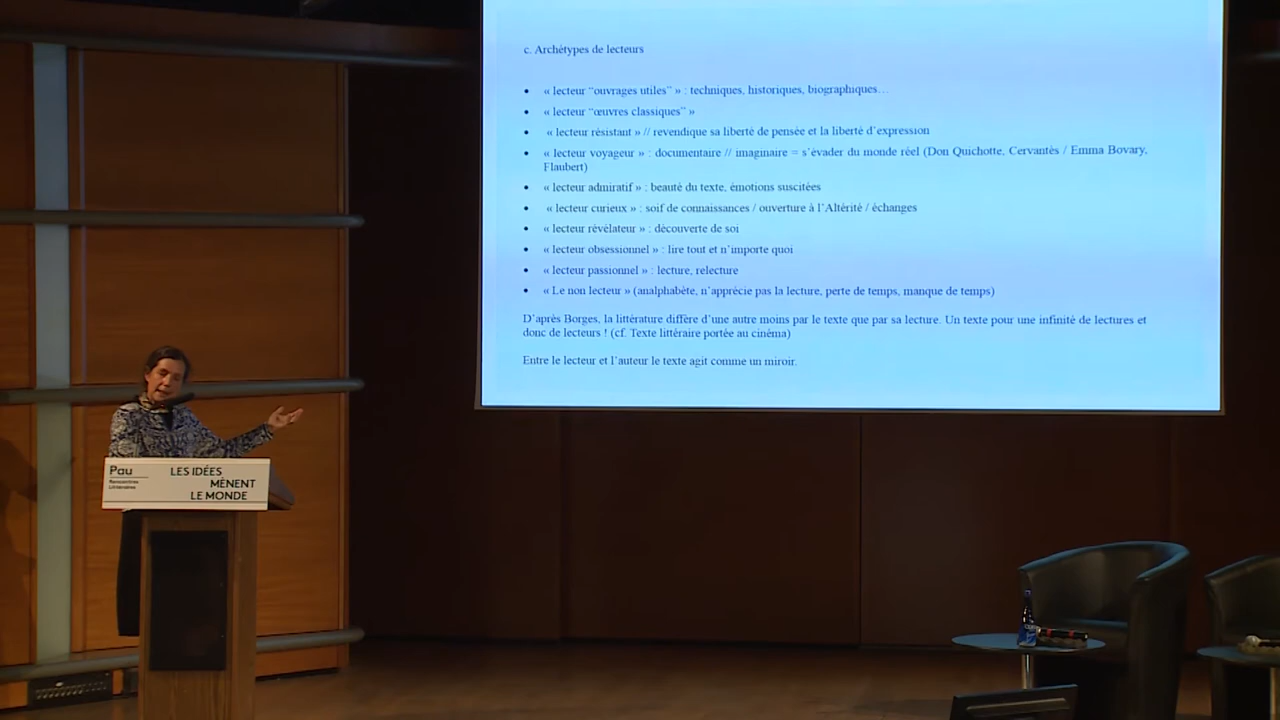 c. Archétypes de lecteurs
• « lecteur “ouvrages utiles” » : techniques, historiques, biographiques…
• « lecteur “œuvres classiques” »
• « lecteur résistant » // revendique sa liberté de pensée et la liberté d’expression
• « lecteur voyageur » : documentaire // imaginaire = s’évader du monde réel (Don Quichotte, Cervantès / Emma Bovary,
Flaubert)
• « lecteur admiratif » : beauté du texte, émotions suscitées
• « lecteur curieux » : soif de connaissances / ouverture à l’Altérité / échanges
• « lecteur révélateur » : découverte de soi
• « lecteur obsessionnel » : lire tout et n’importe quoi
• « lecteur passionnel » : lecture, relecture
• « Le non lecteur » (analphabète, n’apprécie pas la lecture, perte de temps, manque de temps)
D’après Borges, la littérature diffère d’une autre moins par le texte que par sa lecture. Un texte pour une infinité de lectures et
donc de lecteurs ! (cf. Texte littéraire portée au cinéma)
Entre le lecteur et l’auteur le texte agit comme un miroir.
Pau
Rencontres
Littéraires
LES IDÉES
MÈNENT
LE MONDE